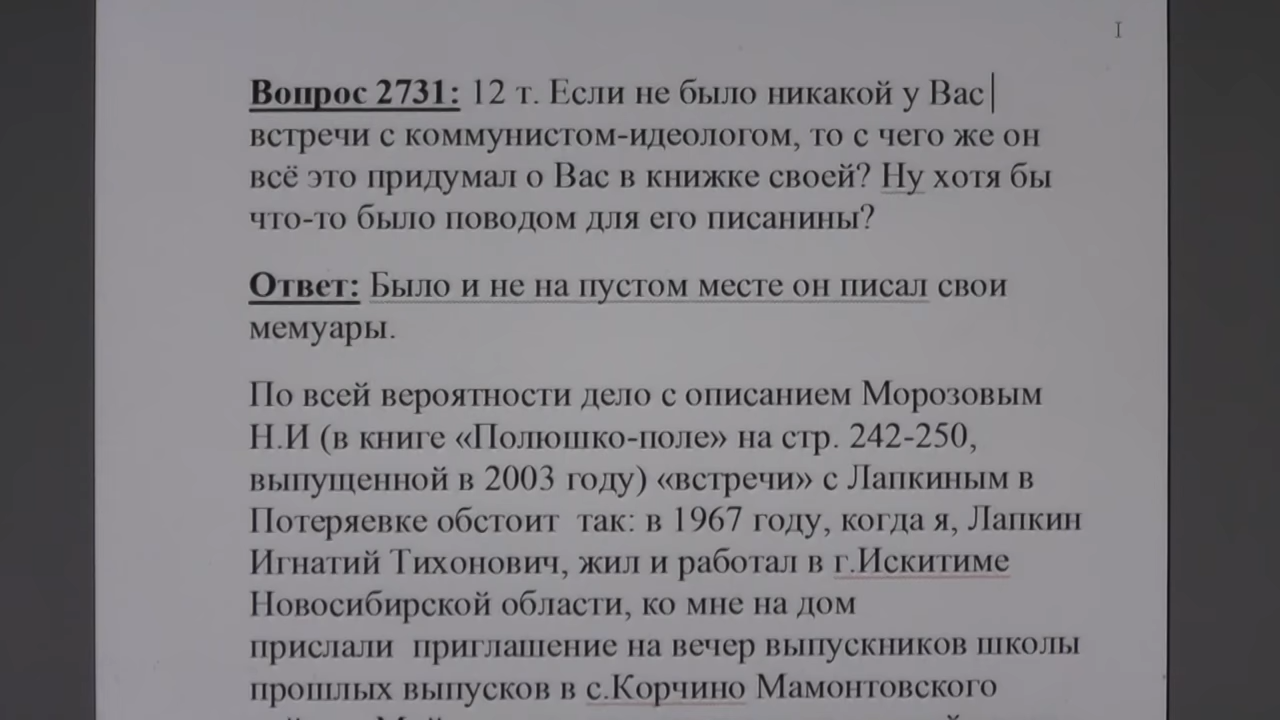 Вопрос 2731: 12 т. Если не было никакой у Вас
встречи с коммунистом-идеологом, то с чего же он
всё это придумал о Вас в книжке своей? Ну хотя бы
что-то было поводом для его писанины?
Ответ: Было и не на пустом месте он писал свои
мемуары.
По всей вероятности дело с описанием Морозовым
Н.И (в книге «Полюшко-поле» на стр. 242-250,
выпущенной в 2003 году) «встречи» с Лапкиным в
Потеряевке обстоит  так: в 1967 году, когда я, Лапкин
Игнатий Тихонович, жил и работал в г.Искитиме
Новосибирской области, ко мне на дом
прислали  приглашение на вечер выпускников школы
прошлых выпусков в с.Корчино Мамонтовского